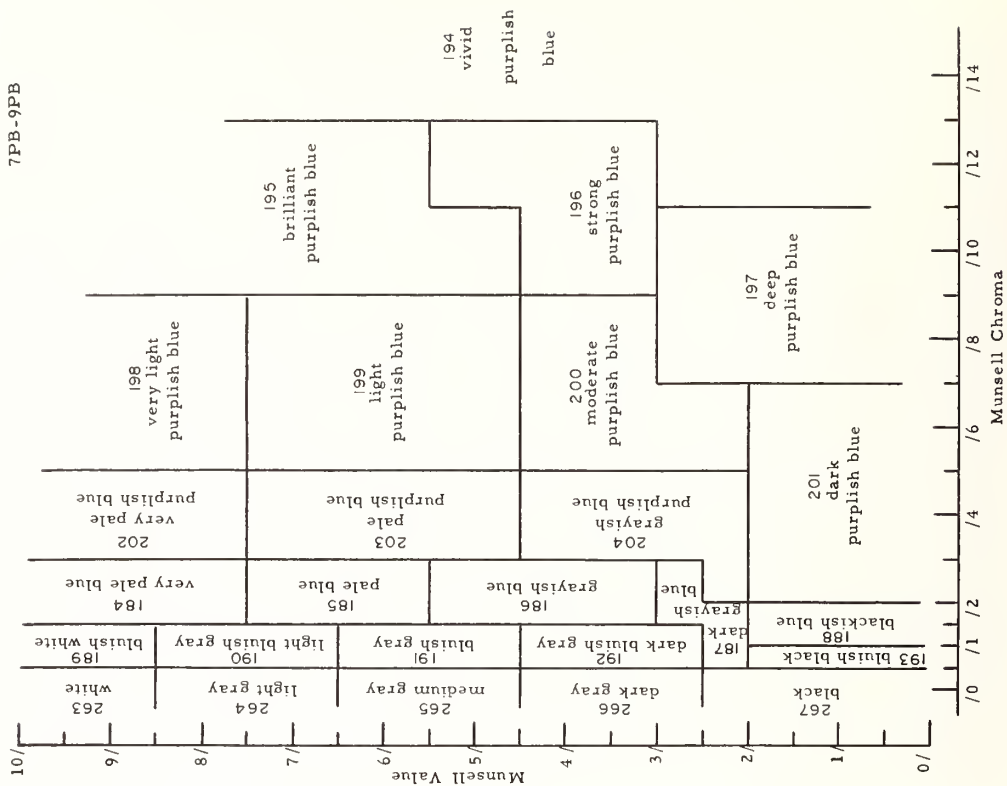 7PB-9PB
194
vivid
purplish
blue
195
brilliant
purplish blue
196
strong
purplish blue
197
deep
purplish blue
198
very light
purplish blue
199
light
purplish blue
200
moderate
purplish blue
201
dark
purplish blue
202
very pale
purplish blue
203
pale
purplish blue
204
grayish
purplish blue
184
very pale blue
185
pale blue
186
grayish blue
187
dark
grayish
blue
188
blackish blue
189
bluish white
190
light bluish gray
191
bluish gray
192
dark bluish gray
193 bluish black
263
white
264
light gray
265
medium gray
266
dark gray
267
black
10/
9/
8/
7/
6/
5/
4/
3/
2/
1/
0/
Munsell Value
/0
/1
/2
/4
/6
/8
/10
/12
/14
Munsell Chroma